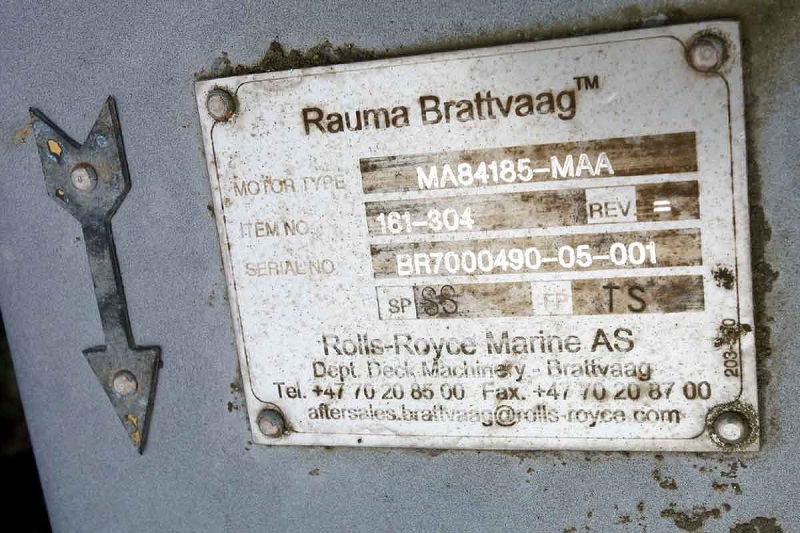 Rauma Brattvaag™
MOTOR TYPE MA84185-MAA
ITEM NO. 161-304 REV. =
SERIAL NO. BR7000490-05-001
SP SS FP TS
Rolls-Royce Marine AS
Dept. Deck Machinery - Brattvaag
Tel. +47 70 20 85 00 Fax. +47 70 20 87 00
aftersales.brattvaag@rolls-royce.com